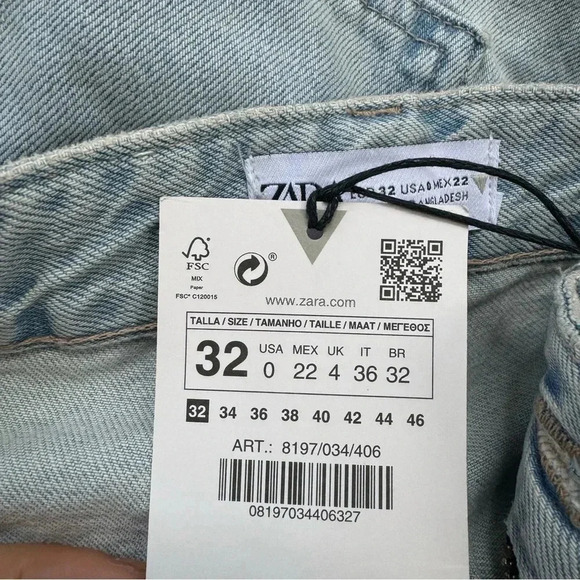 ZARA EUR 32 USA 0 MEX 22
BANGLADESH
FSC
MIX
Paper
FSC® C120015
®
www.zara.com
TALLA / SIZE / TAMANHO / TAILLE / MAAT / ΜΕΓΕΘΟΣ
32 USA MEX UK IT BR
0 22 4 36 32
32 34 36 38 40 42 44 46
ART.: 8197/034/406
08197034406327